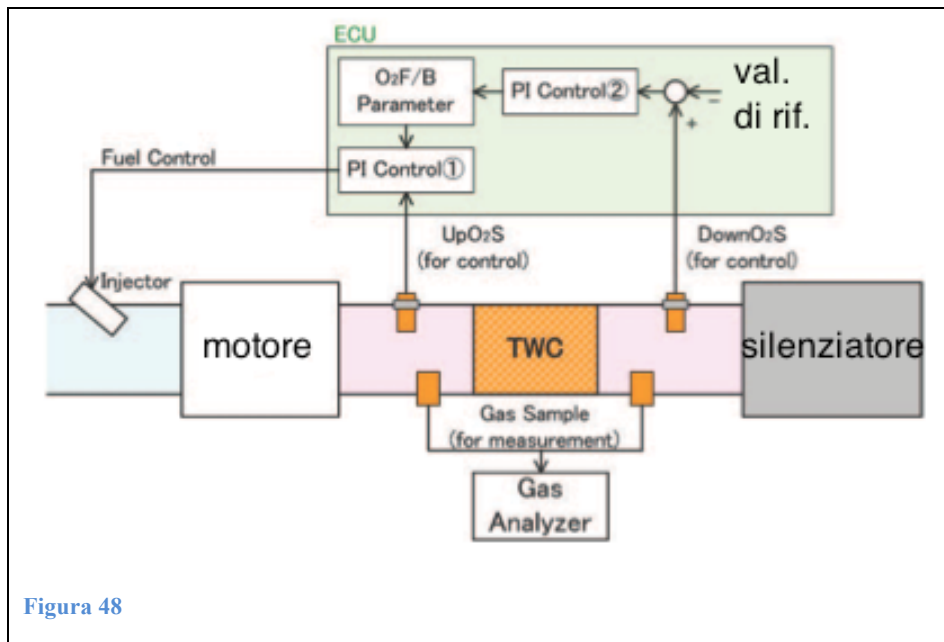 ECU
O₂F/B
Parameter
PI Control②
val.
di rif.
−
+
Fuel Control
PI Control①
UpO₂S
(for control)
DownO₂S
(for control)
Injector
motore
TWC
silenziatore
Gas Sample
(for measurement)
Gas
Analyzer
Figura 48